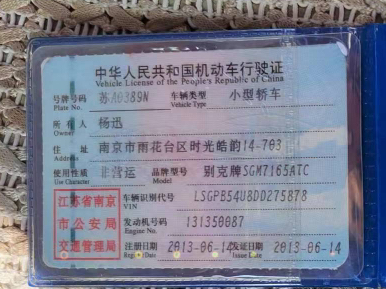 中华人民共和国机动车行驶证
Vehicle License of the People's Republic of China
号牌号码 苏A0389N 车辆类型 小型轿车
Plate No. Vehicle Type
所有人 杨迅
Owner
住址 南京市雨花台区时光皓韵14-703
Address
使用性质 非营运 品牌型号 别克牌SGM7165ATC
Use Character Model
江苏省南京市公安局交通管理局
车辆识别代号 LSGPB54U8DD275878
VIN
发动机号码 131350087
Engine No.
注册日期 2013-06-14 发证日期 2013-06-14